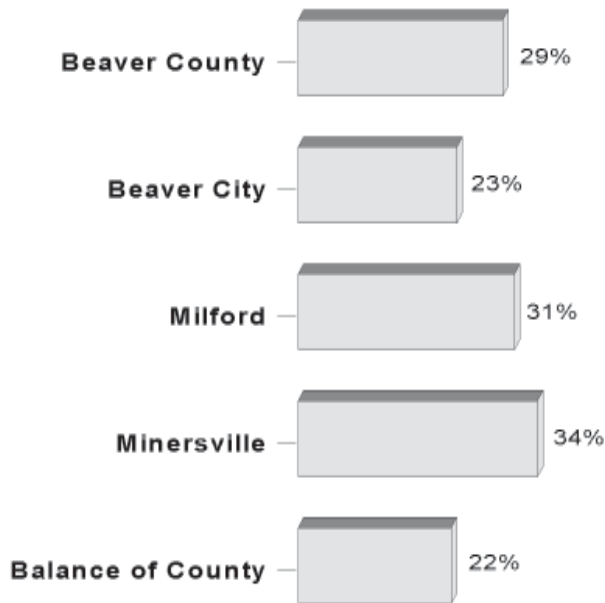 Beaver County 29%
Beaver City 23%
Milford 31%
Minersville 34%
Balance of County 22%